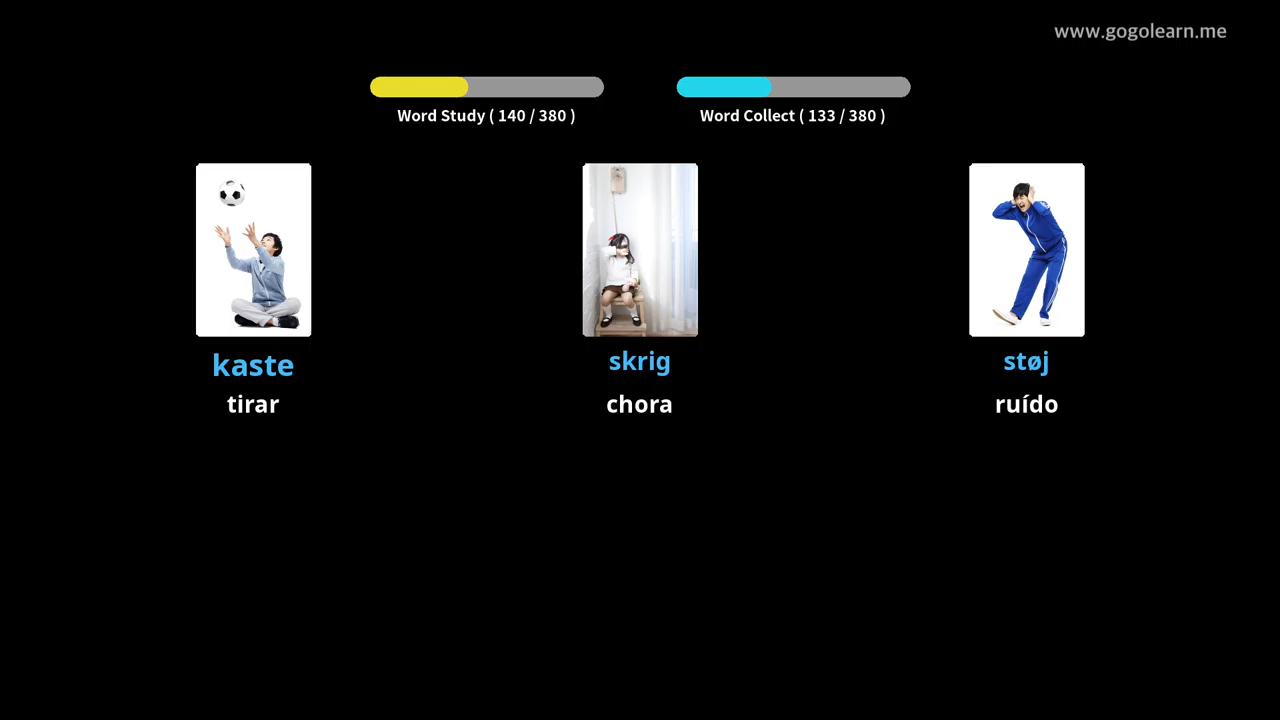 www.gogolearn.me
Word Study ( 140 / 380 )
Word Collect ( 133 / 380 )
kaste
tirar
skrig
chora
støj
ruído